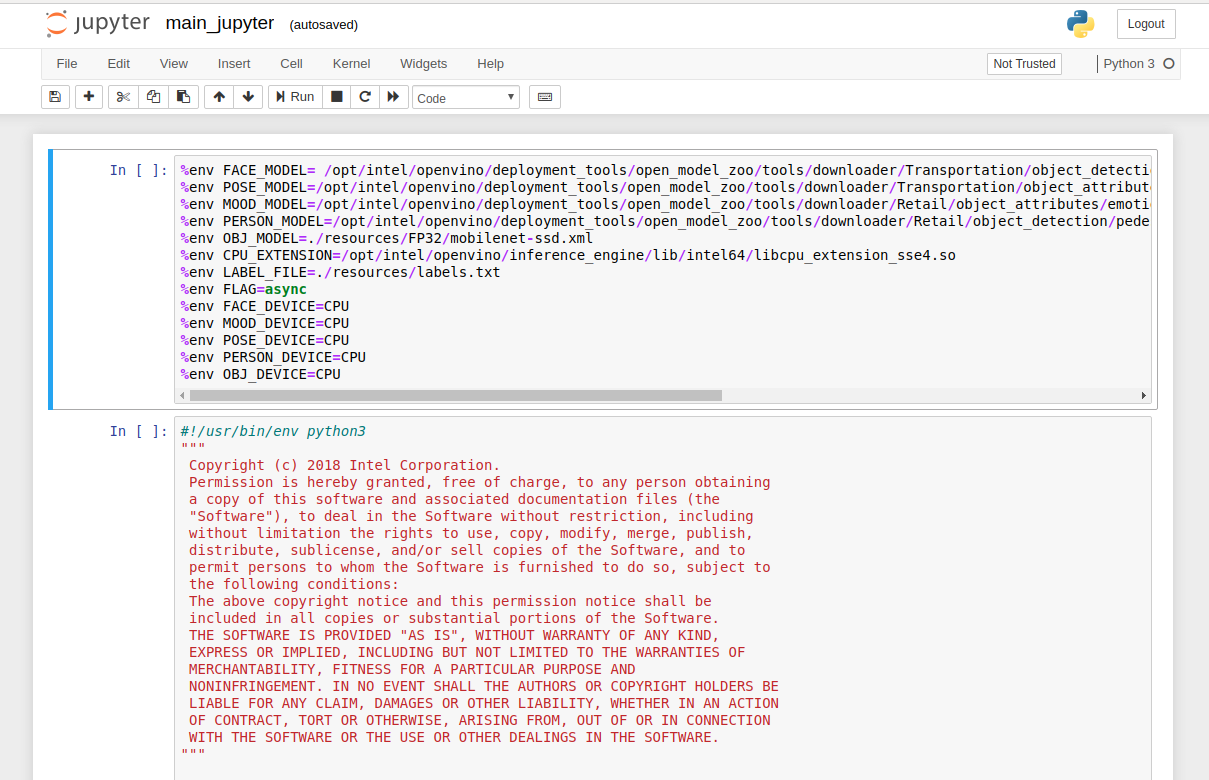 jupyter main_jupyter (autosaved)
Logout
File Edit View Insert Cell Kernel Widgets Help
Not Trusted
Python 3
Run
Code
In [ ]:
%env FACE_MODEL= /opt/intel/openvino/deployment_tools/open_model_zoo/tools/downloader/Transportation/object_detecti
%env POSE_MODEL=/opt/intel/openvino/deployment_tools/open_model_zoo/tools/downloader/Transportation/object_attribut
%env MOOD_MODEL=/opt/intel/openvino/deployment_tools/open_model_zoo/tools/downloader/Retail/object_attributes/emoti
%env PERSON_MODEL=/opt/intel/openvino/deployment_tools/open_model_zoo/tools/downloader/Retail/object_detection/pede
%env OBJ_MODEL=./resources/FP32/mobilenet-ssd.xml
%env CPU_EXTENSION=/opt/intel/openvino/inference_engine/lib/intel64/libcpu_extension_sse4.so
%env LABEL_FILE=./resources/labels.txt
%env FLAG=async
%env FACE_DEVICE=CPU
%env MOOD_DEVICE=CPU
%env POSE_DEVICE=CPU
%env PERSON_DEVICE=CPU
%env OBJ_DEVICE=CPU
In [ ]:
#!/usr/bin/env python3
"""
Copyright (c) 2018 Intel Corporation.
Permission is hereby granted, free of charge, to any person obtaining
a copy of this software and associated documentation files (the
"Software"), to deal in the Software without restriction, including
without limitation the rights to use, copy, modify, merge, publish,
distribute, sublicense, and/or sell copies of the Software, and to
permit persons to whom the Software is furnished to do so, subject to
the following conditions:
The above copyright notice and this permission notice shall be
included in all copies or substantial portions of the Software.
THE SOFTWARE IS PROVIDED "AS IS", WITHOUT WARRANTY OF ANY KIND,
EXPRESS OR IMPLIED, INCLUDING BUT NOT LIMITED TO THE WARRANTIES OF
MERCHANTABILITY, FITNESS FOR A PARTICULAR PURPOSE AND
NONINFRINGEMENT. IN NO EVENT SHALL THE AUTHORS OR COPYRIGHT HOLDERS BE
LIABLE FOR ANY CLAIM, DAMAGES OR OTHER LIABILITY, WHETHER IN AN ACTION
OF CONTRACT, TORT OR OTHERWISE, ARISING FROM, OUT OF OR IN CONNECTION
WITH THE SOFTWARE OR THE USE OR OTHER DEALINGS IN THE SOFTWARE.
"""